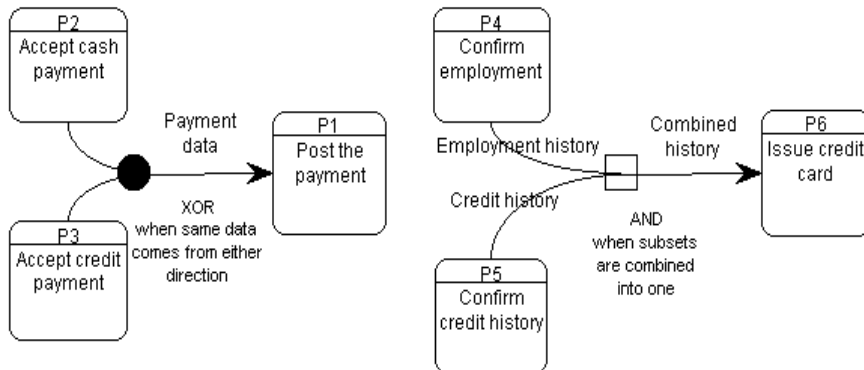 P2
Accept cash
payment
Payment
data
P1
Post the
payment
XOR
when same data
comes from either
direction
P3
Accept credit
payment
P4
Confirm
employment
Employment history
Credit history
Combined
history
P6
Issue credit
card
AND
when subsets
are combined
into one
P5
Confirm
credit history